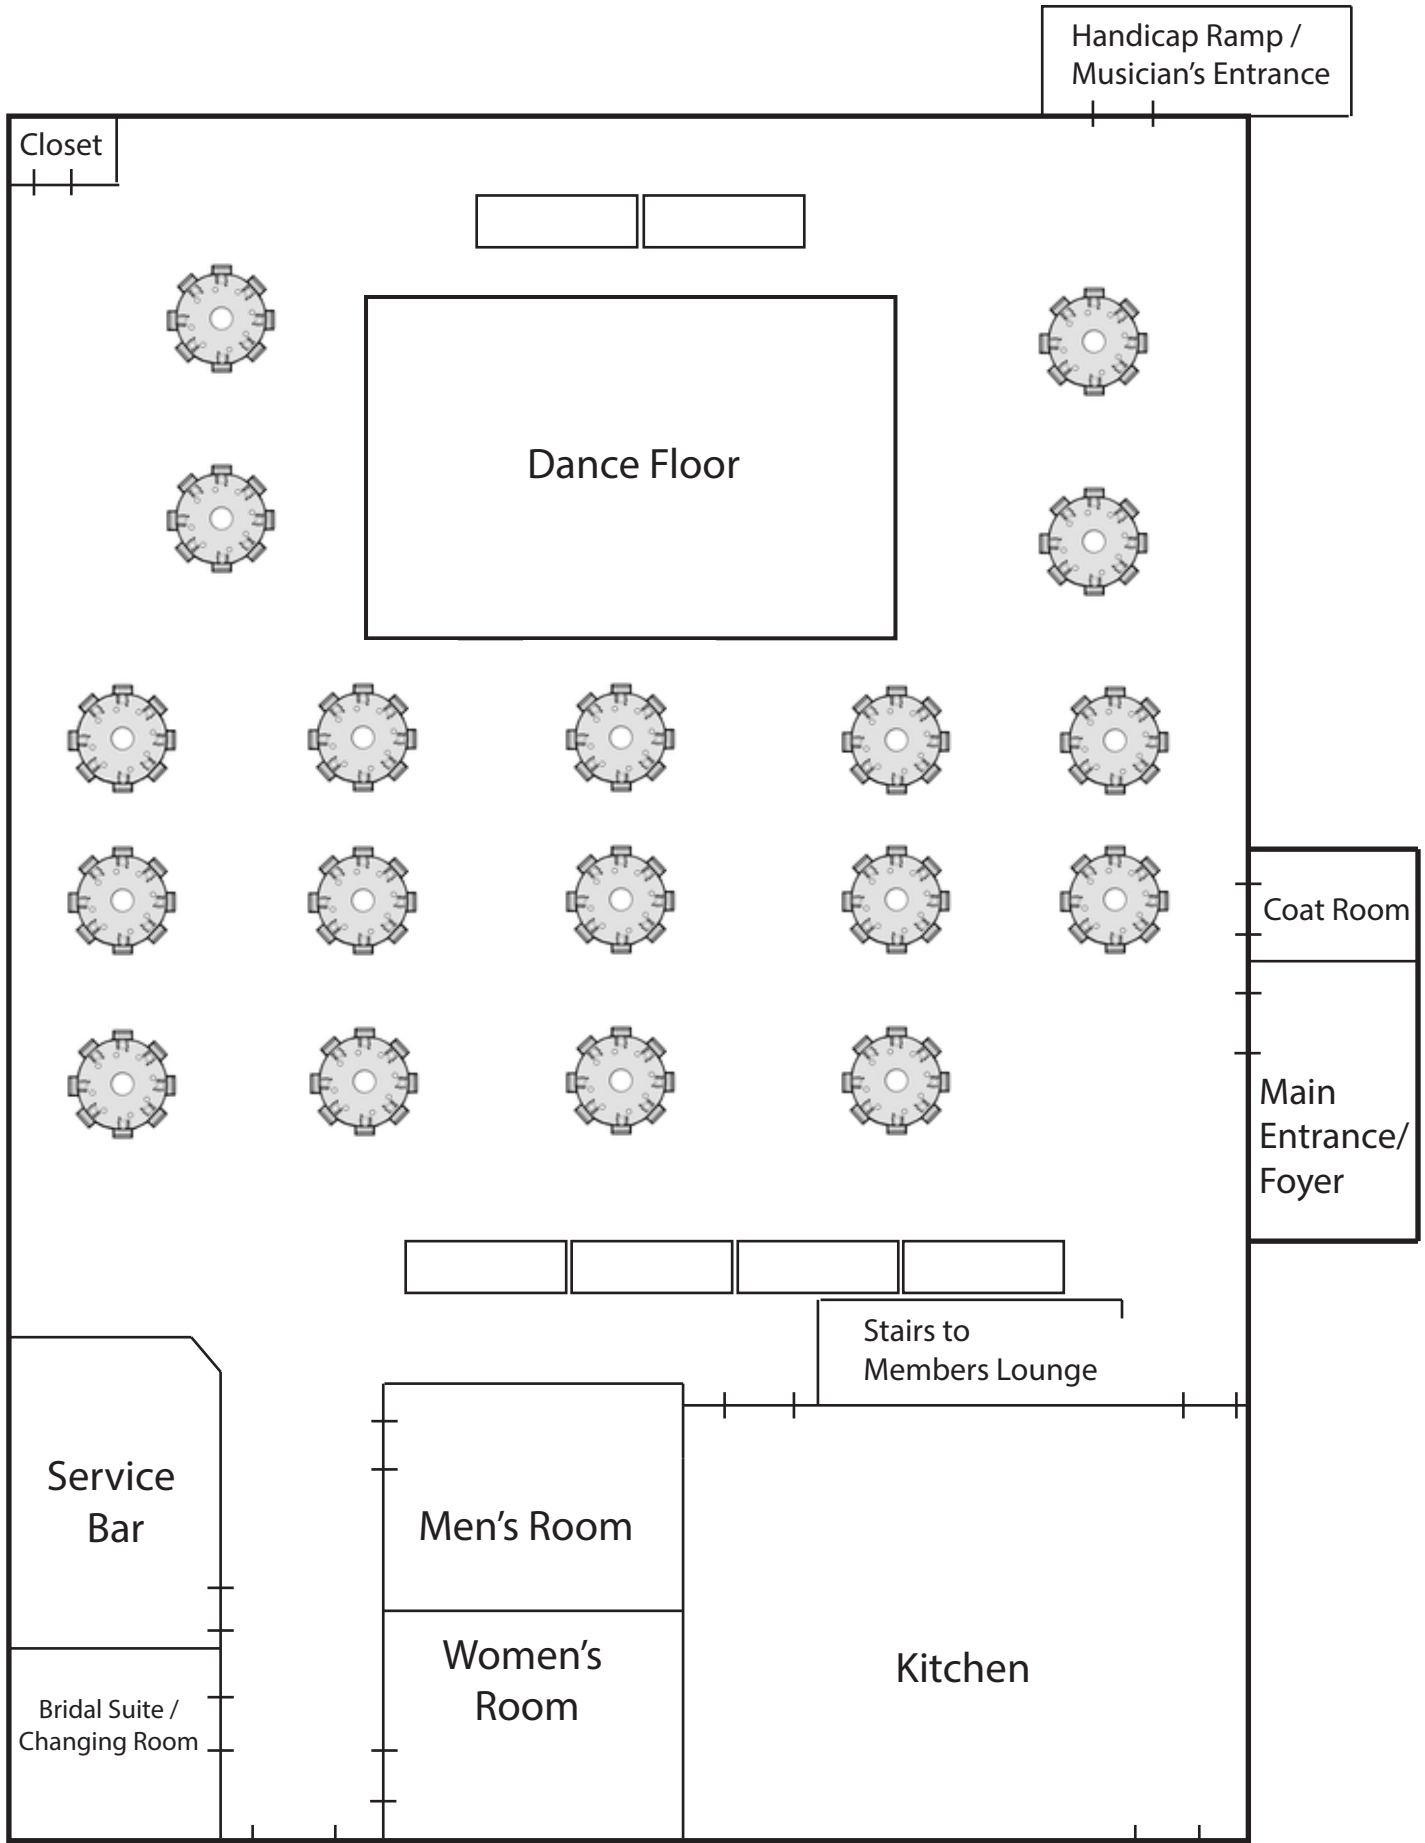 Handicap Ramp /
Musician’s Entrance
Closet
Dance Floor
Coat Room
Main
Entrance/
Foyer
Stairs to
Members Lounge
Service
Bar
Men’s Room
Women’s
Room
Kitchen
Bridal Suite /
Changing Room